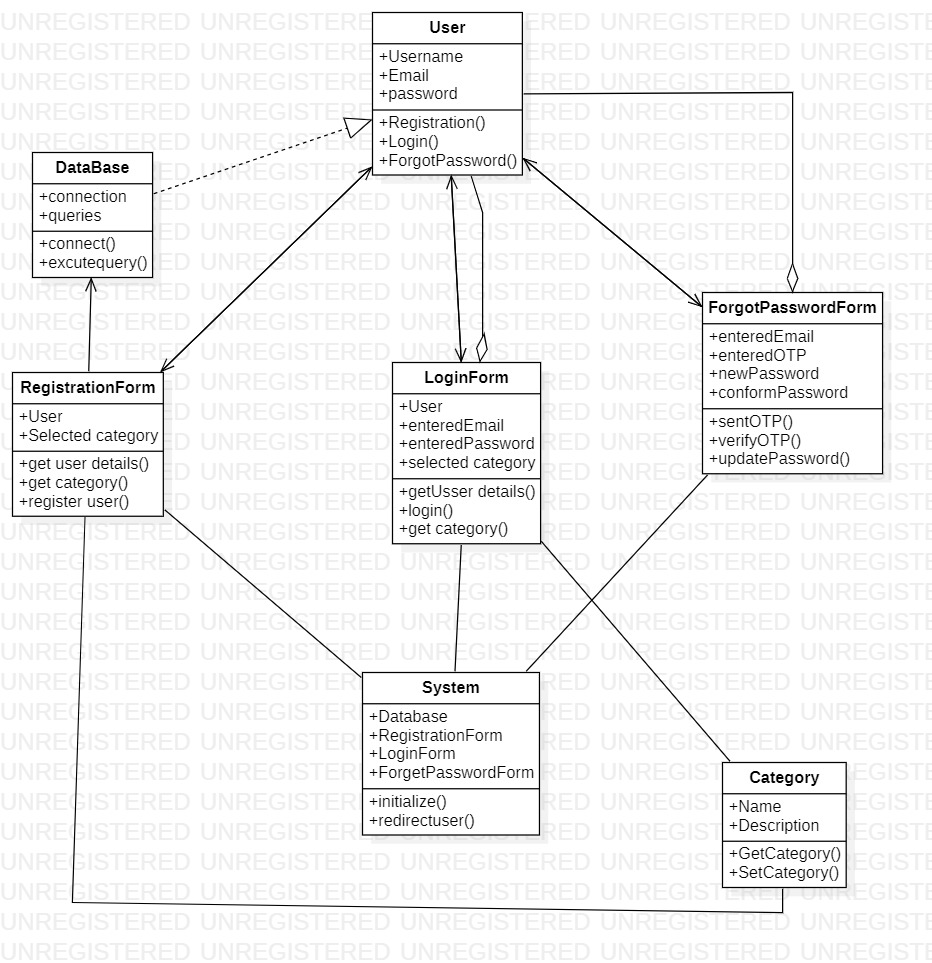 User
+Username
+Email
+password
+Registration()
+Login()
+ForgotPassword()
DataBase
+connection
+queries
+connect()
+excutequery()
ForgotPasswordForm
+enteredEmail
+enteredOTP
+newPassword
+conformPassword
+sentOTP()
+verifyOTP()
+updatePassword()
RegistrationForm
+User
+Selected category
+get user details()
+get category()
+register user()
LoginForm
+User
+enteredEmail
+enteredPassword
+selected category
+getUsser details()
+login()
+get category()
System
+Database
+RegistrationForm
+LoginForm
+ForgetPasswordForm
+initialize()
+redirectuser()
Category
+Name
+Description
+GetCategory()
+SetCategory()
UNREGISTERED